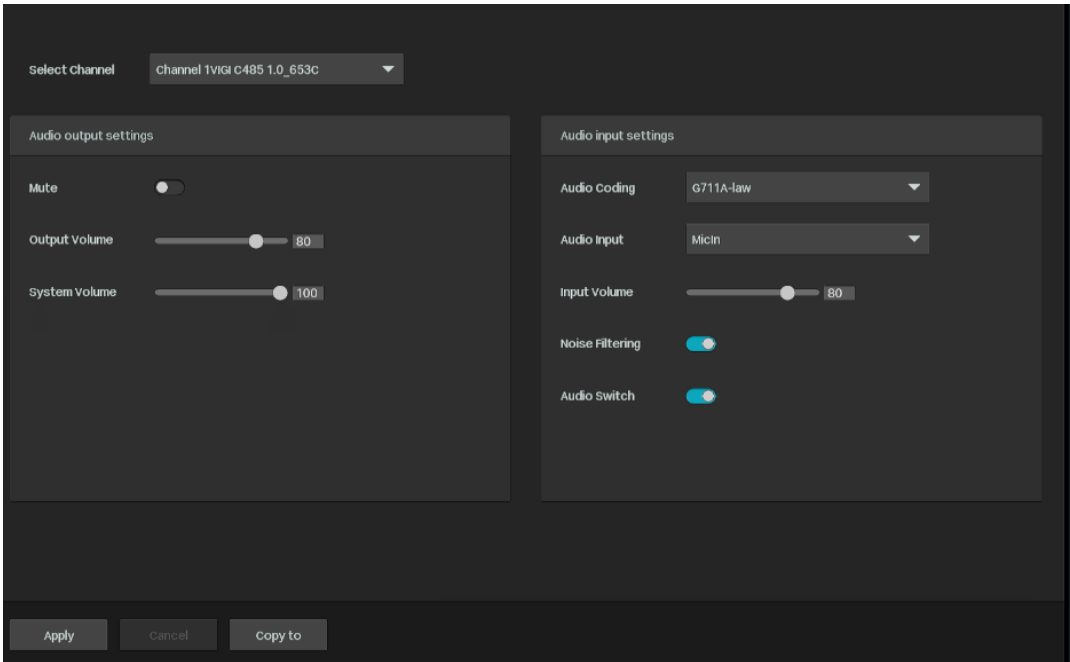 Select Channel
Channel 1VIGI C485 1.0_653C
Audio output settings
Mute
Output Volume
80
System Volume
100
Audio input settings
Audio Coding
G711A-law
Audio Input
MicIn
Input Volume
80
Noise Filtering
Audio Switch
Apply
Cancel
Copy to